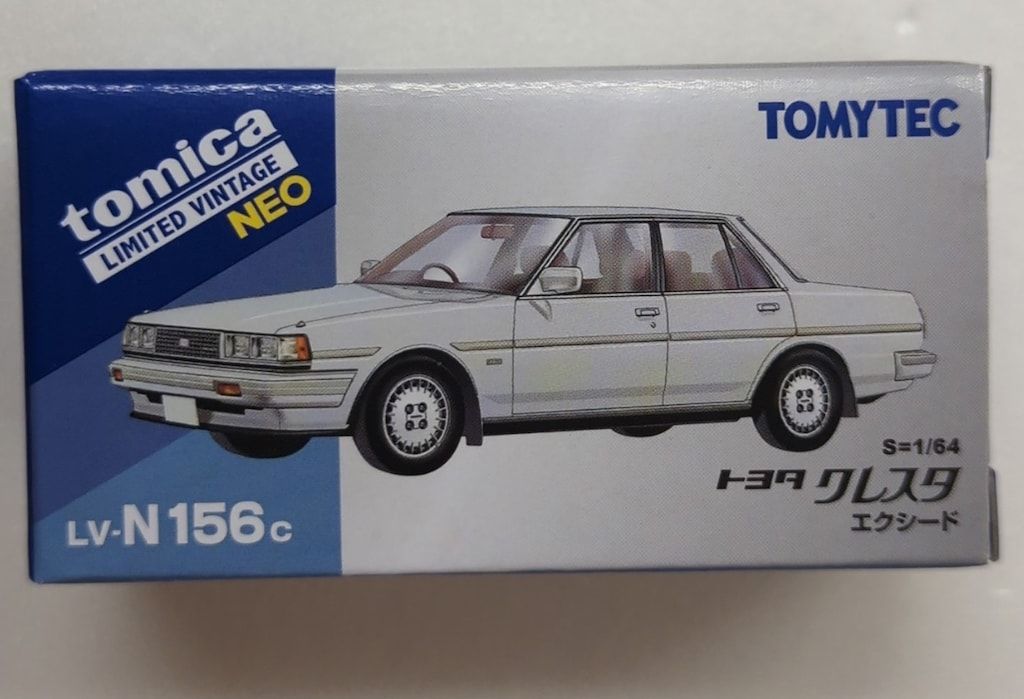 tomica
LIMITED VINTAGE
NEO
TOMYTEC
S=1/64
トヨタ クレスタ
エクシード
LV-N156c